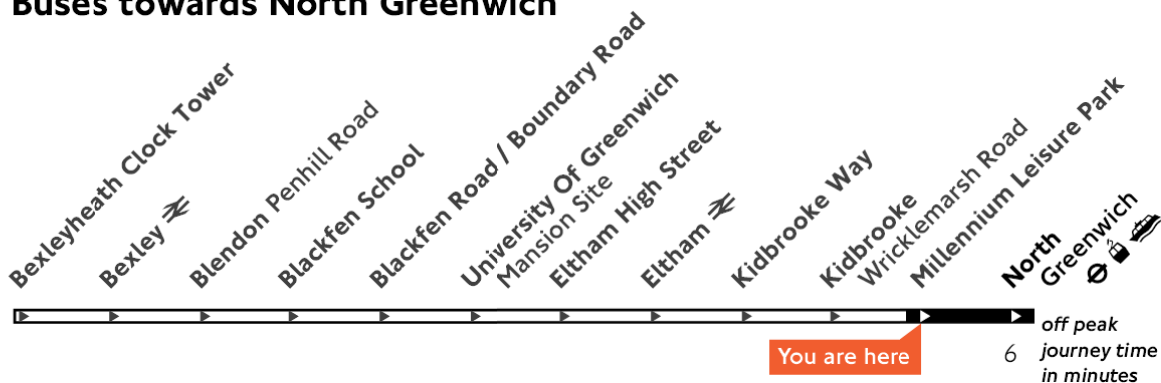 Buses towards North Greenwich
Bexleyheath Clock Tower
Bexley
Blendon Penhill Road
Blackfen School
Blackfen Road / Boundary Road
University Of Greenwich
Mansion Site
Eltham High Street
Eltham
Kidbrooke Way
Kidbrooke
Wricklemarsh Road
Millennium Leisure Park
North
Greenwich
You are here
6
off peak
journey time
in minutes